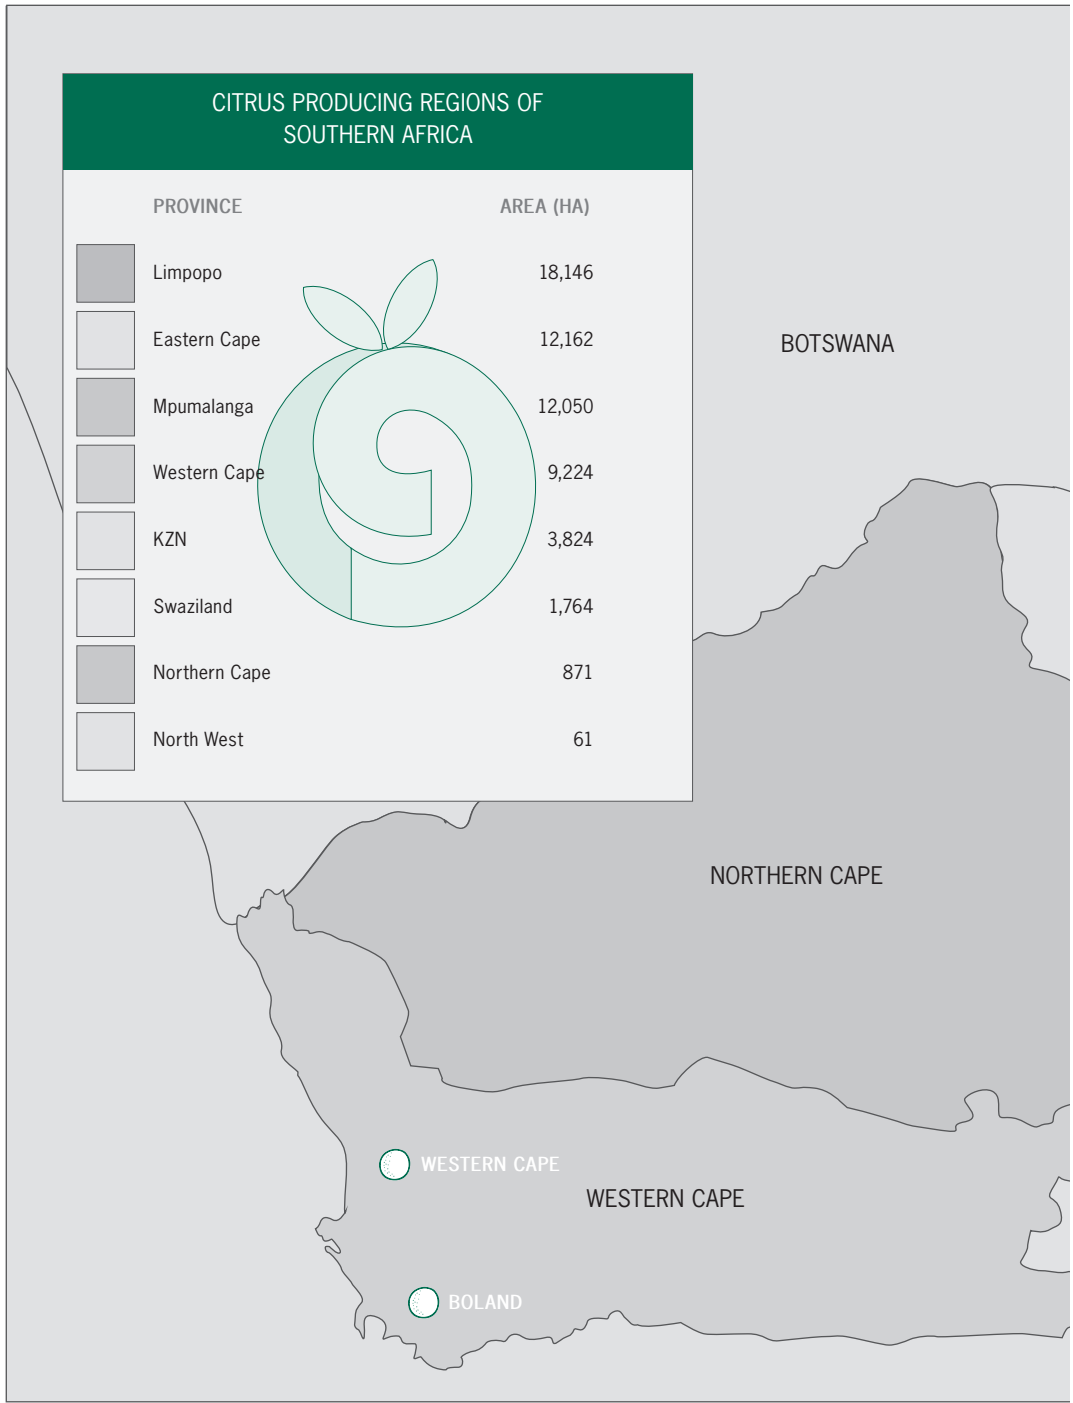 CITRUS PRODUCING REGIONS OF
SOUTHERN AFRICA
PROVINCE AREA (HA)
Limpopo 18,146
Eastern Cape 12,162
Mpumalanga 12,050
Western Cape 9,224
KZN 3,824
Swaziland 1,764
Northern Cape 871
North West 61
BOTSWANA
NORTHERN CAPE
WESTERN CAPE
WESTERN CAPE
BOLAND